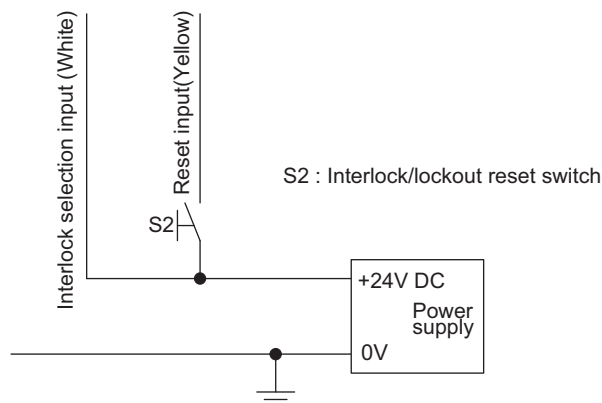 Interlock selection input (White)
Reset input(Yellow)
S2 : Interlock/lockout reset switch
S2
+24V DC
Power
supply
0V